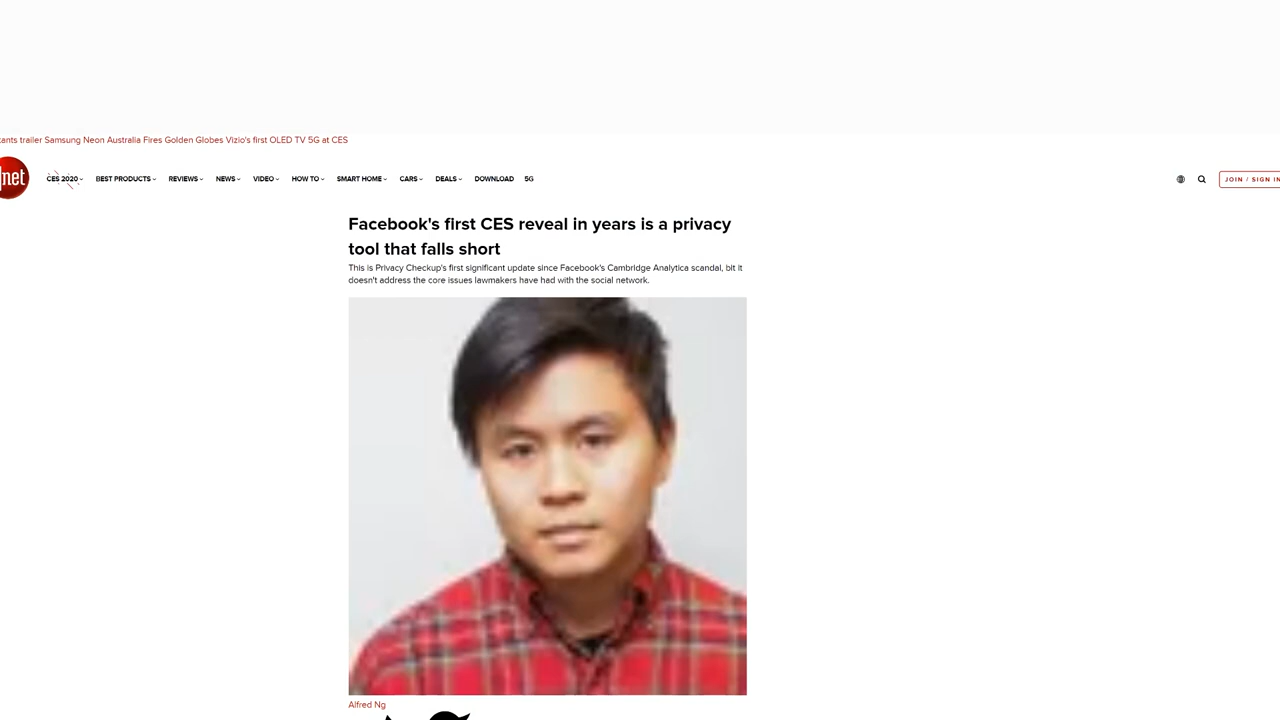 trailer Samsung Neon Australia Fires Golden Globes Vizio's first OLED TV 5G at CES
net
CES 2020 BEST PRODUCTS REVIEWS NEWS VIDEO HOW TO SMART HOME CARS DEALS DOWNLOAD 5G JOIN / SIGN IN
Facebook's first CES reveal in years is a privacy
tool that falls short
This is Privacy Checkup's first significant update since Facebook's Cambridge Analytica scandal, bit it
doesn't address the core issues lawmakers have had with the social network.
Alfred Ng